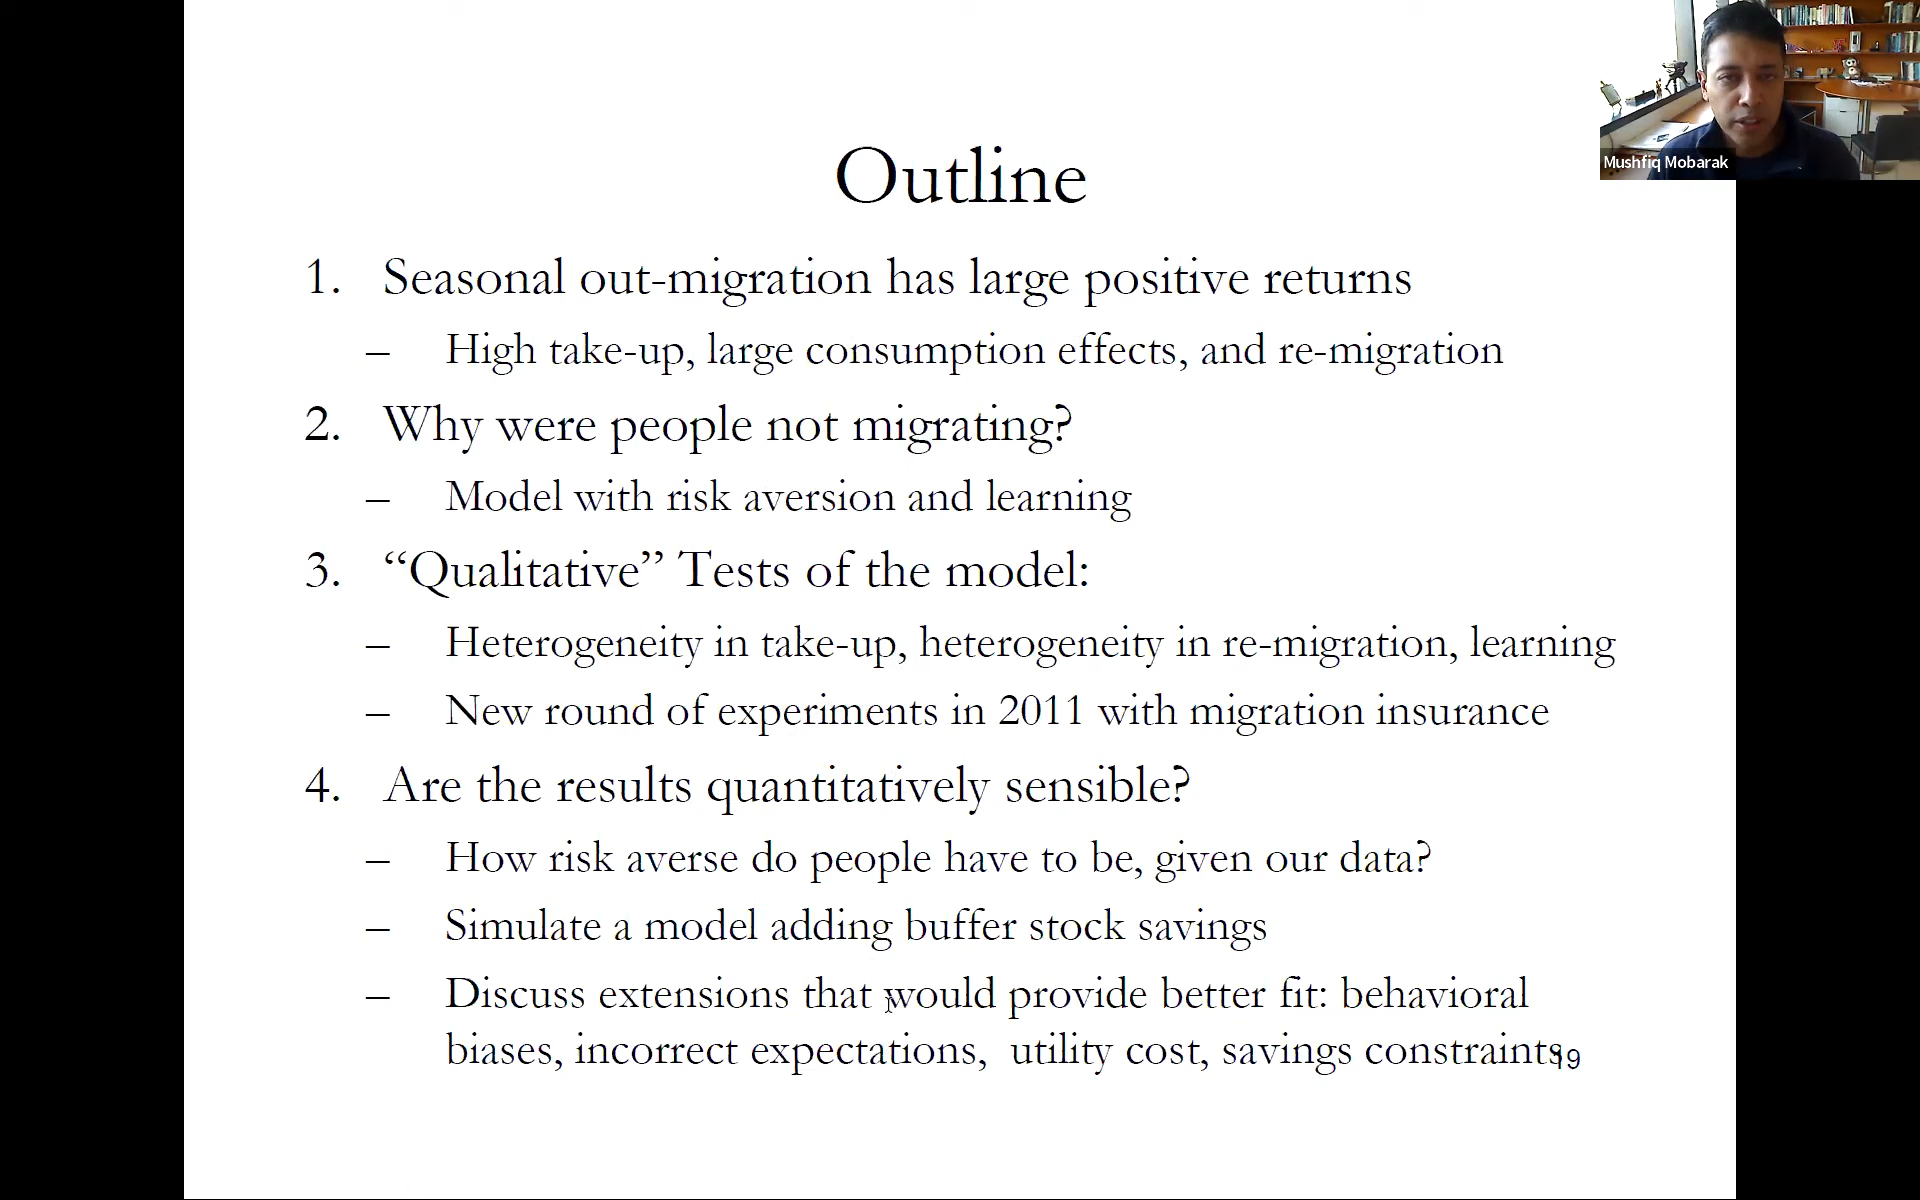 Mushfiq Mobarak
Outline
1. Seasonal out-migration has large positive returns
– High take-up, large consumption effects, and re-migration
2. Why were people not migrating?
– Model with risk aversion and learning
3. “Qualitative” Tests of the model:
– Heterogeneity in take-up, heterogeneity in re-migration, learning
– New round of experiments in 2011 with migration insurance
4. Are the results quantitatively sensible?
– How risk averse do people have to be, given our data?
– Simulate a model adding buffer stock savings
– Discuss extensions that would provide better fit: behavioral
biases, incorrect expectations, utility cost, savings constraints
19